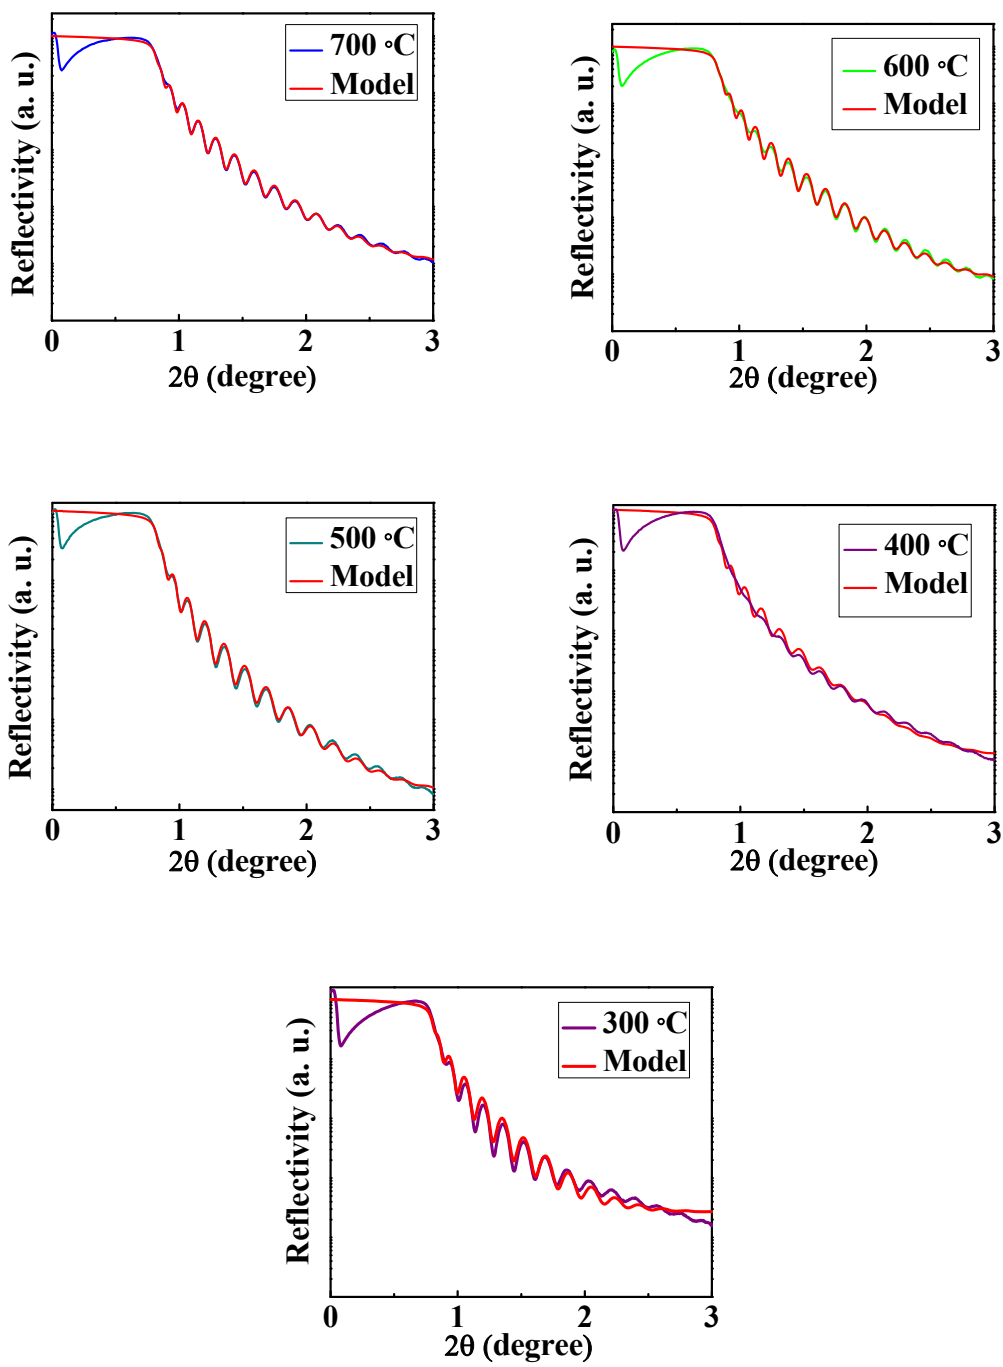 Reflectivity (a. u.)
700 °C
Model
0 1 2 3
2θ (degree)
Reflectivity (a. u.)
600 °C
Model
0 1 2 3
2θ (degree)
Reflectivity (a. u.)
500 °C
Model
0 1 2 3
2θ (degree)
Reflectivity (a. u.)
400 °C
Model
0 1 2 3
2θ (degree)
Reflectivity (a. u.)
300 °C
Model
0 1 2 3
2θ (degree)